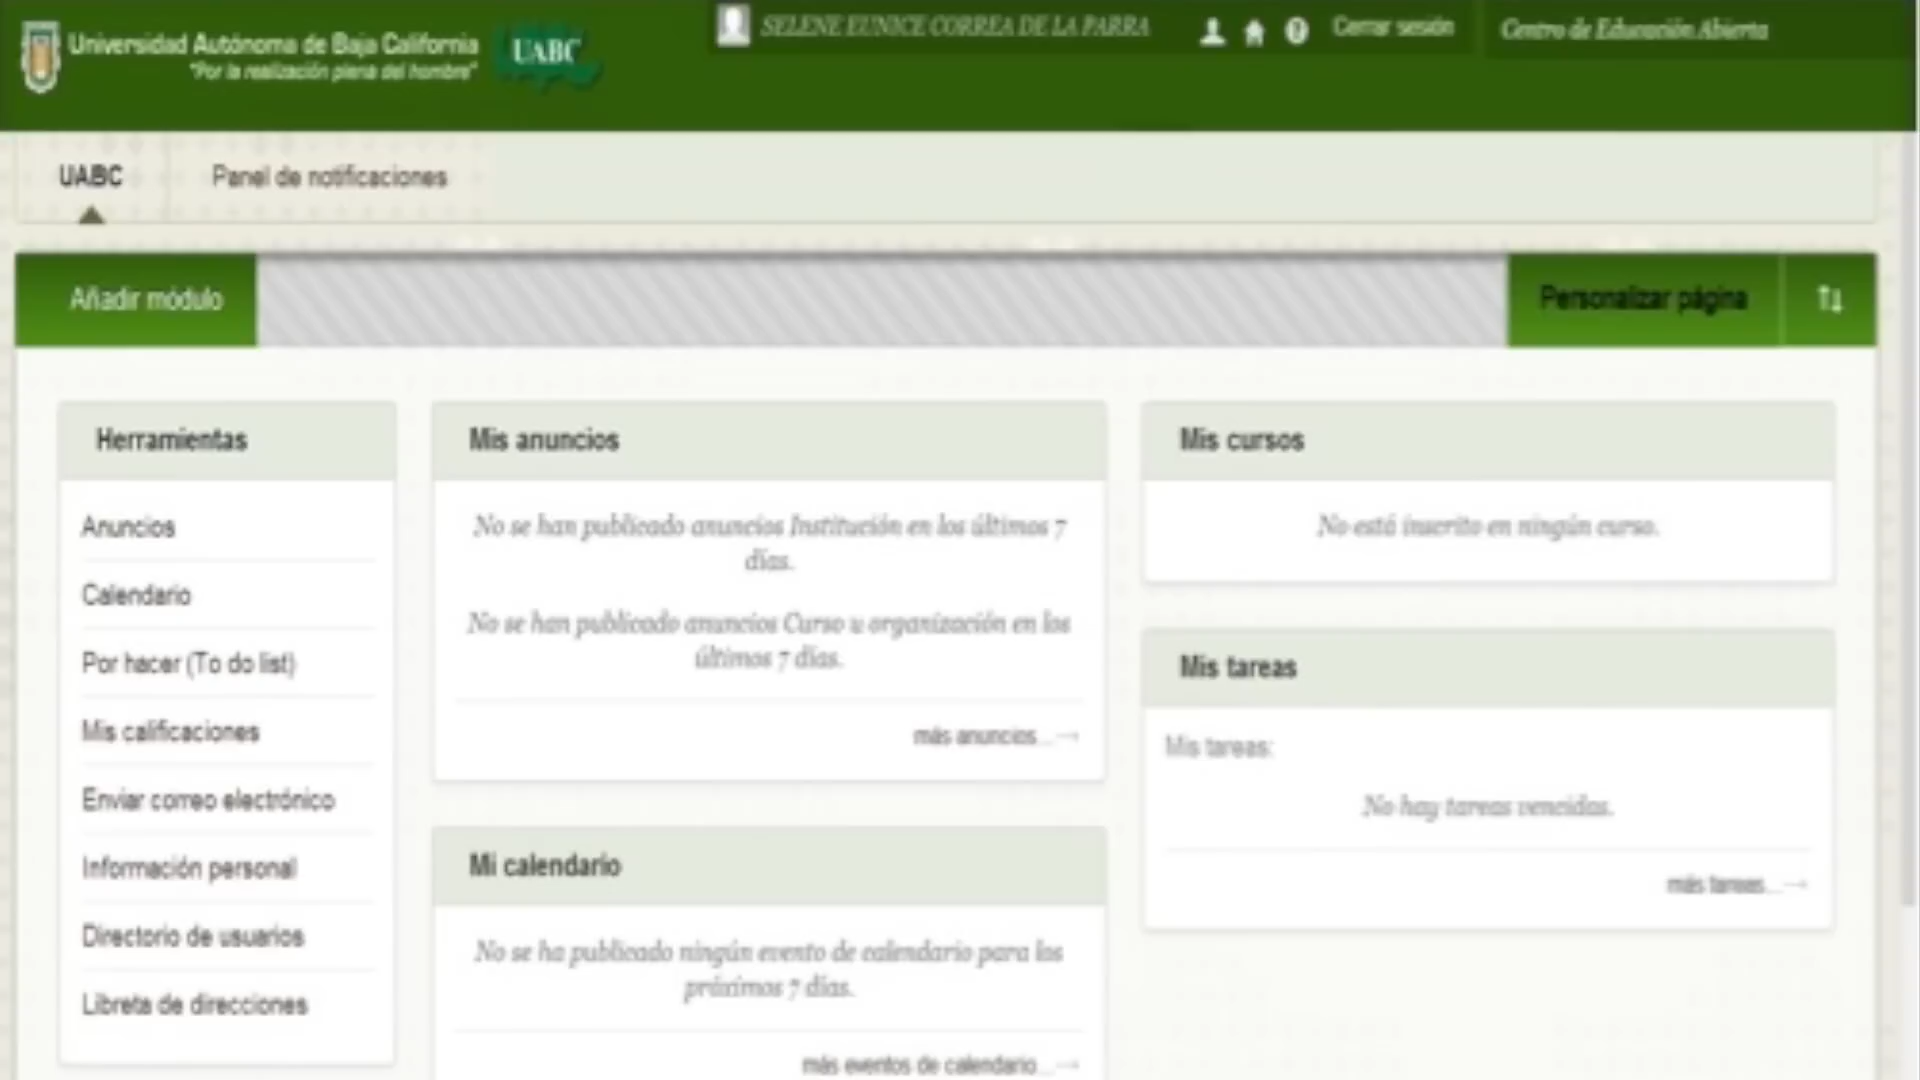 Universidad Autónoma de Baja California
"Por la realización plena del hombre"
UABC
SELENE EUNICE CORREA DE LA PARRA
Cerrar sesión
Centro de Educación Abierta
UABC
Panel de notificaciones
Añadir módulo
Personalizar página
Herramientas
Anuncios
Calendario
Por hacer (To do list)
Mis calificaciones
Enviar correo electrónico
Información personal
Directorio de usuarios
Libreta de direcciones
Mis anuncios
No se han publicado anuncios Institución en los últimos 7
días.
No se han publicado anuncios Curso u organización en los
últimos 7 días.
más anuncios...→
Mi calendario
No se ha publicado ningún evento de calendario para los
próximos 7 días.
más eventos de calendario...→
Mis cursos
No está inscrito en ningún curso.
Mis tareas
Mis tareas:
No hay tareas vencidas.
más tareas...→